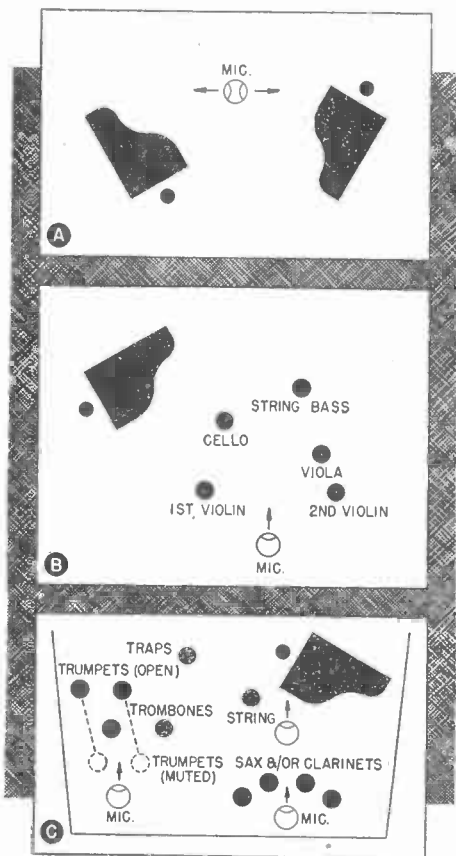 MIC.
A
STRING BASS
CELLO
VIOLA
1ST. VIOLIN
2ND VIOLIN
MIC.
B
TRAPS
TRUMPETS (OPEN)
TROMBONES
STRING
TRUMPETS
(MUTED)
SAX &/OR CLARINETS
MIC.
MIC.
C